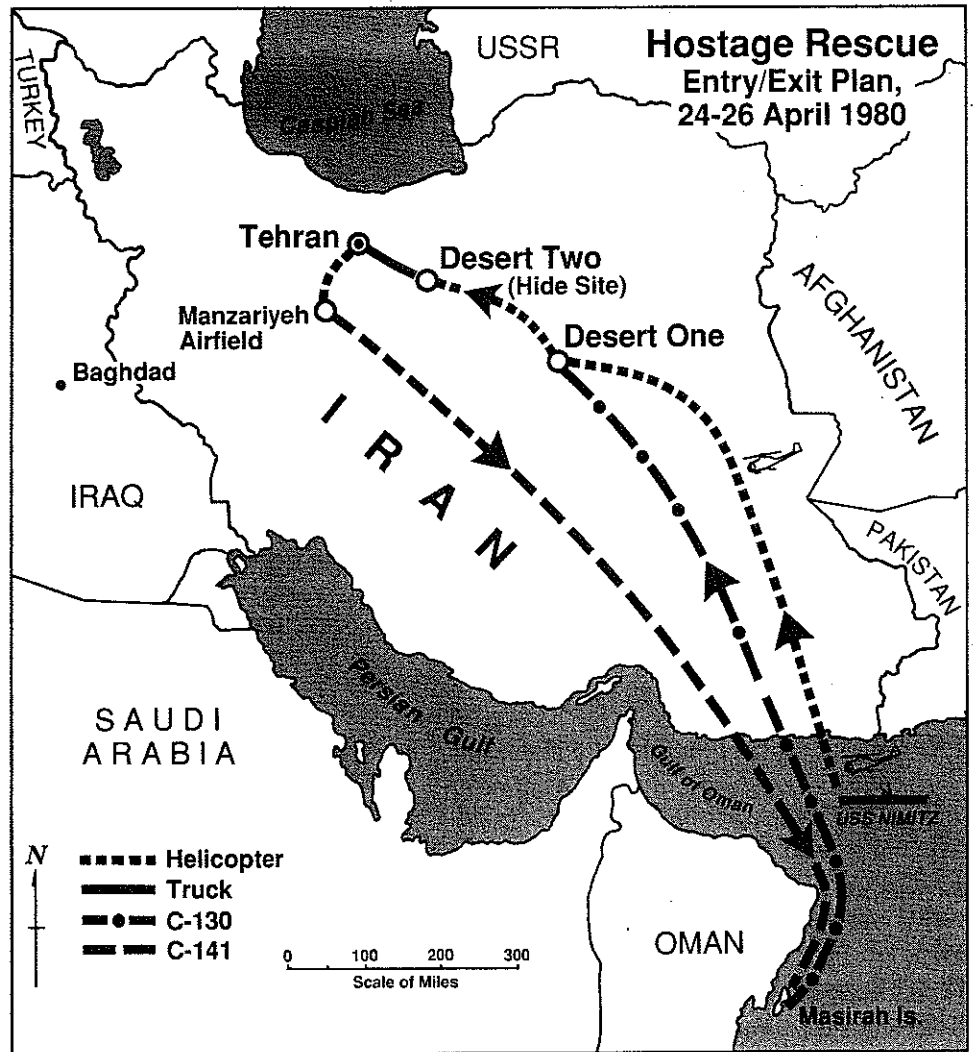 USSR
Hostage Rescue
Entry/Exit Plan,
24-26 April 1980
TURKEY
Caspian Sea
Tehran
Desert Two
(Hide Site)
Manzariyeh
Airfield
Desert One
AFGHANISTAN
Baghdad
IRAN
IRAQ
PAKISTAN
Persian Gulf
SAUDI
ARABIA
Gulf of Oman
USS NIMITZ
N
Helicopter
Truck
C-130
C-141
0 100 200 300
Scale of Miles
OMAN
Masirah Is.